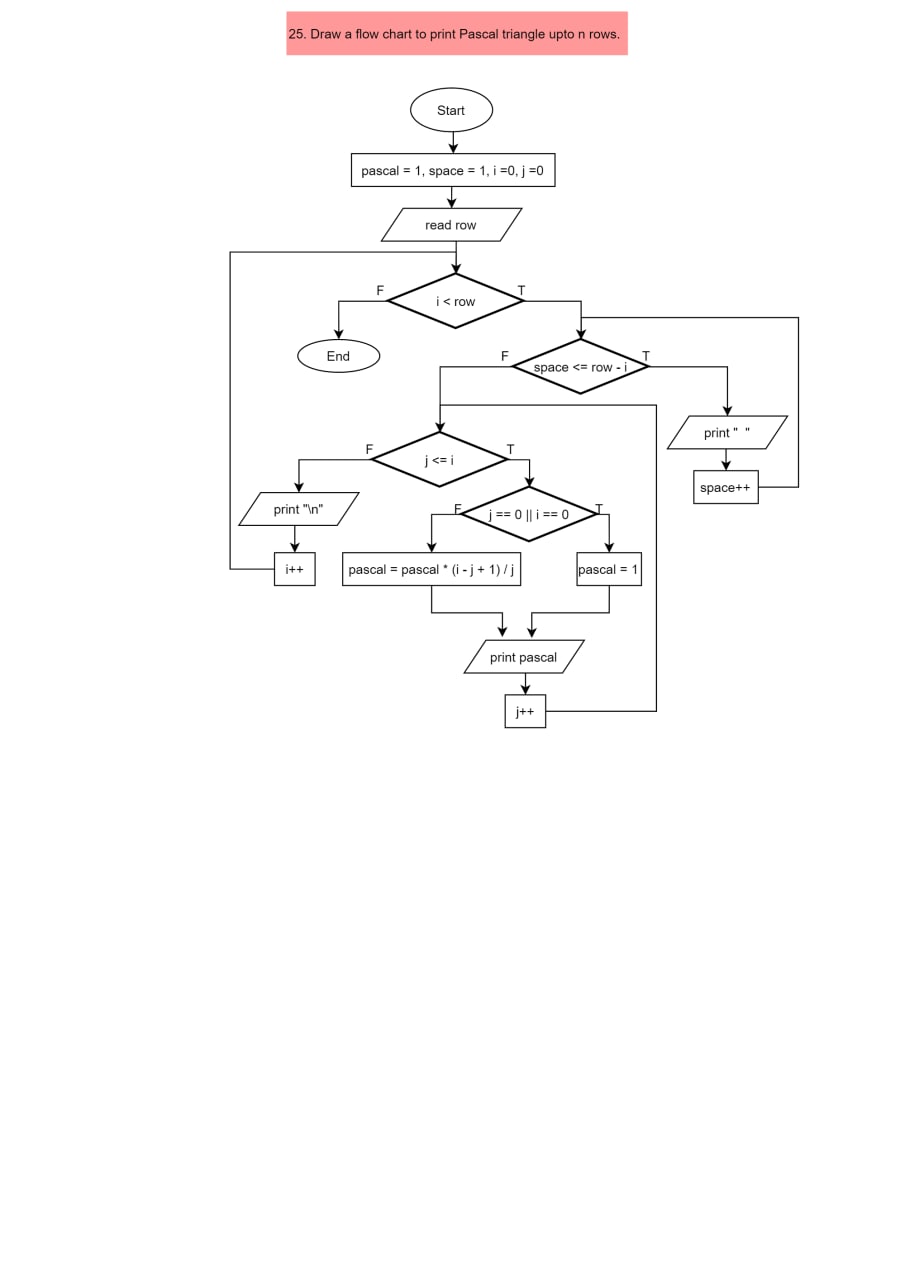 25. Draw a flow chart to print Pascal triangle upto n rows.
Start
pascal = 1, space = 1, i =0, j =0
read row
F
i < row
T
End
F
space <= row - i
T
print "  "
space++
F
j <= i
T
print "\n"
i++
F
j == 0 || i == 0
T
pascal = pascal * (i - j + 1) / j
pascal = 1
print pascal
j++